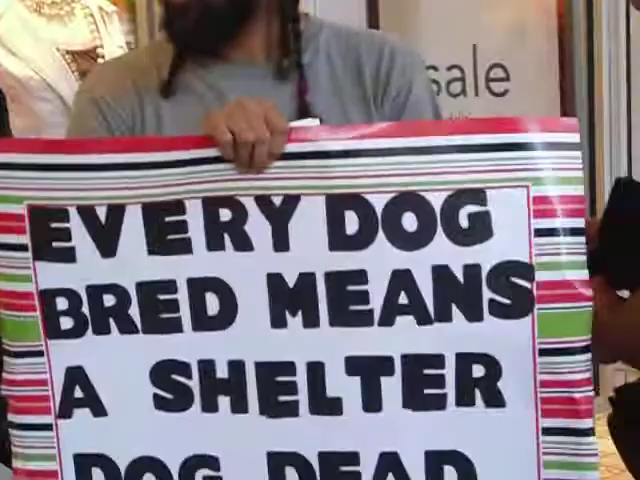 sale
EVERY DOG
BRED MEANS
A SHELTER
DOG DEAD